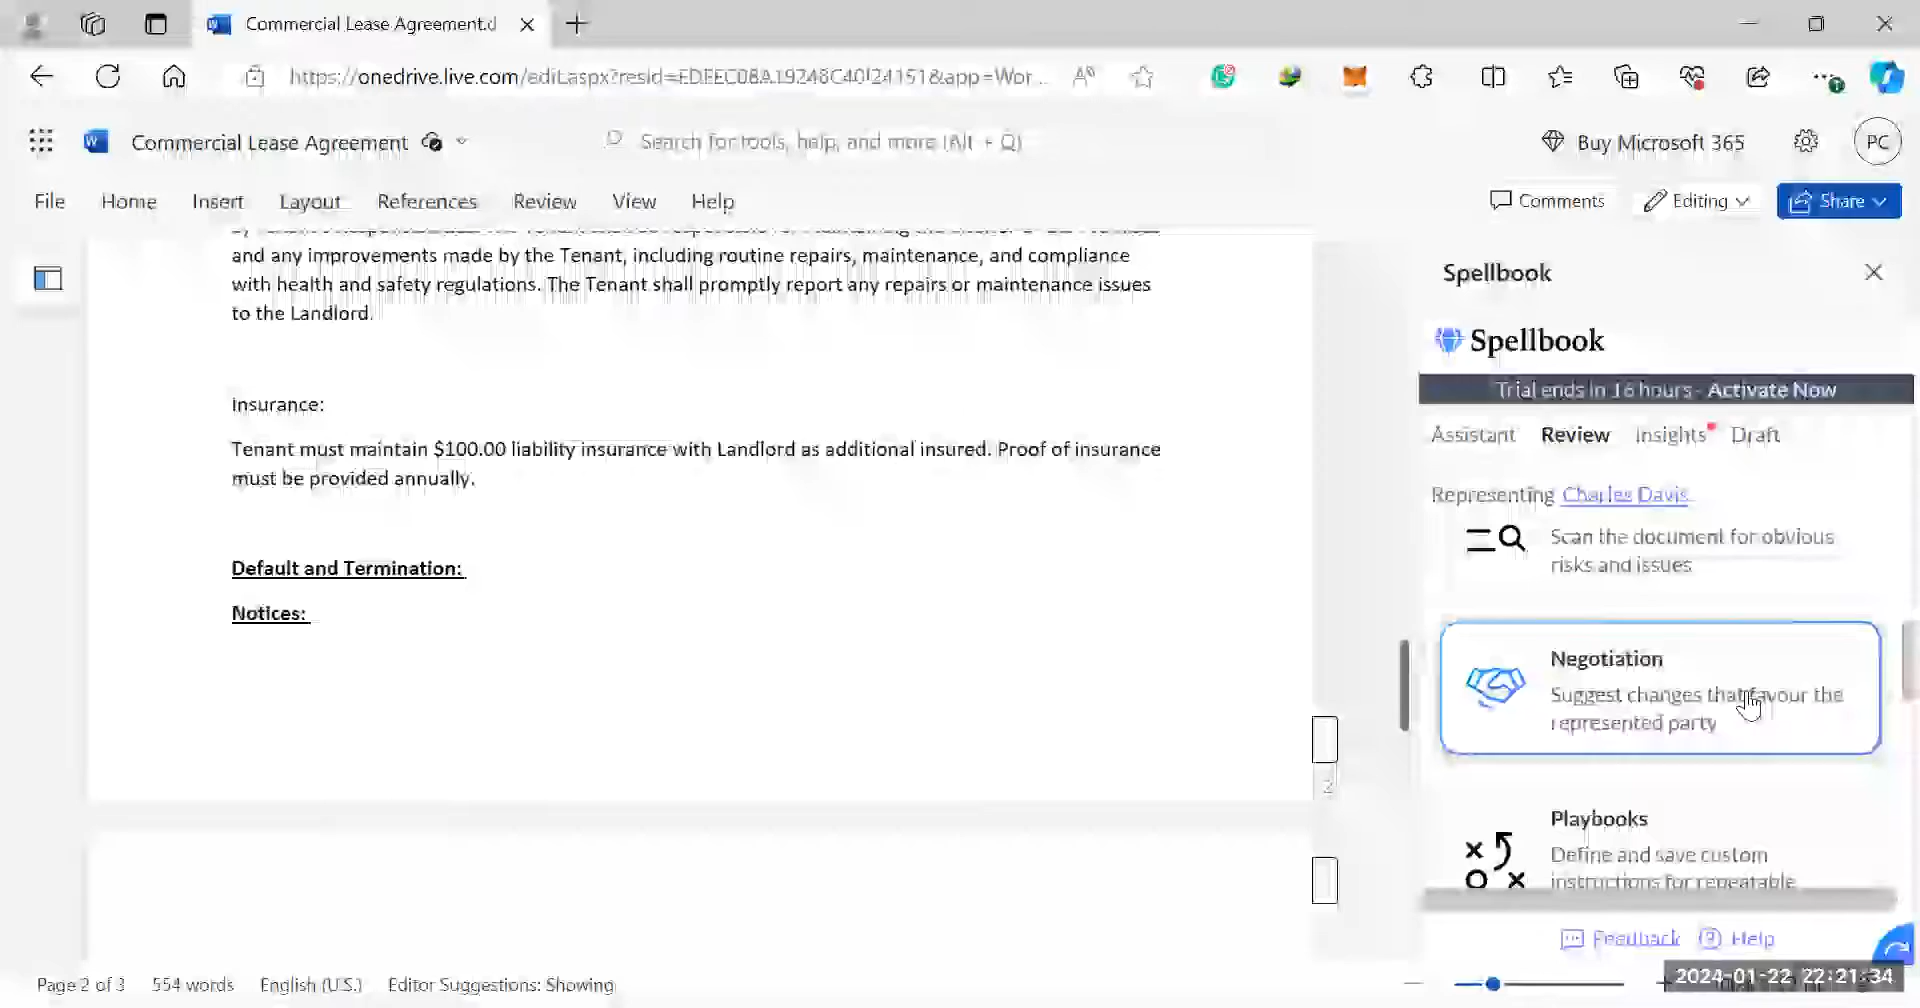 Commercial Lease Agreement.d
https://onedrive.live.com/edit.aspx?resid=
&app=Wor...
Commercial Lease Agreement
Search for tools, help, and more (Alt + Q)
Buy Microsoft 365
PC
File Home Insert Layout References Review View Help
Comments Editing Share
and any improvements made by the Tenant, including routine repairs, maintenance, and compliance
with health and safety regulations. The Tenant shall promptly report any repairs or maintenance issues
to the Landlord.
Insurance:
Tenant must maintain $100.00 liability insurance with Landlord as additional insured. Proof of insurance
must be provided annually.
Default and Termination:
Notices:
2
Spellbook
Spellbook
Trial ends in 16 hours - Activate Now
Assistant Review Insights Draft
Representing Charles Davis
Scan the document for obvious
risks and issues
Negotiation
Suggest changes that favour the
represented party
Playbooks
Define and save custom
instructions for repeatable
Feedback Help
Page 2 of 3 554 words English (U.S.) Editor Suggestions: Showing
2024-01-22 22:21:34